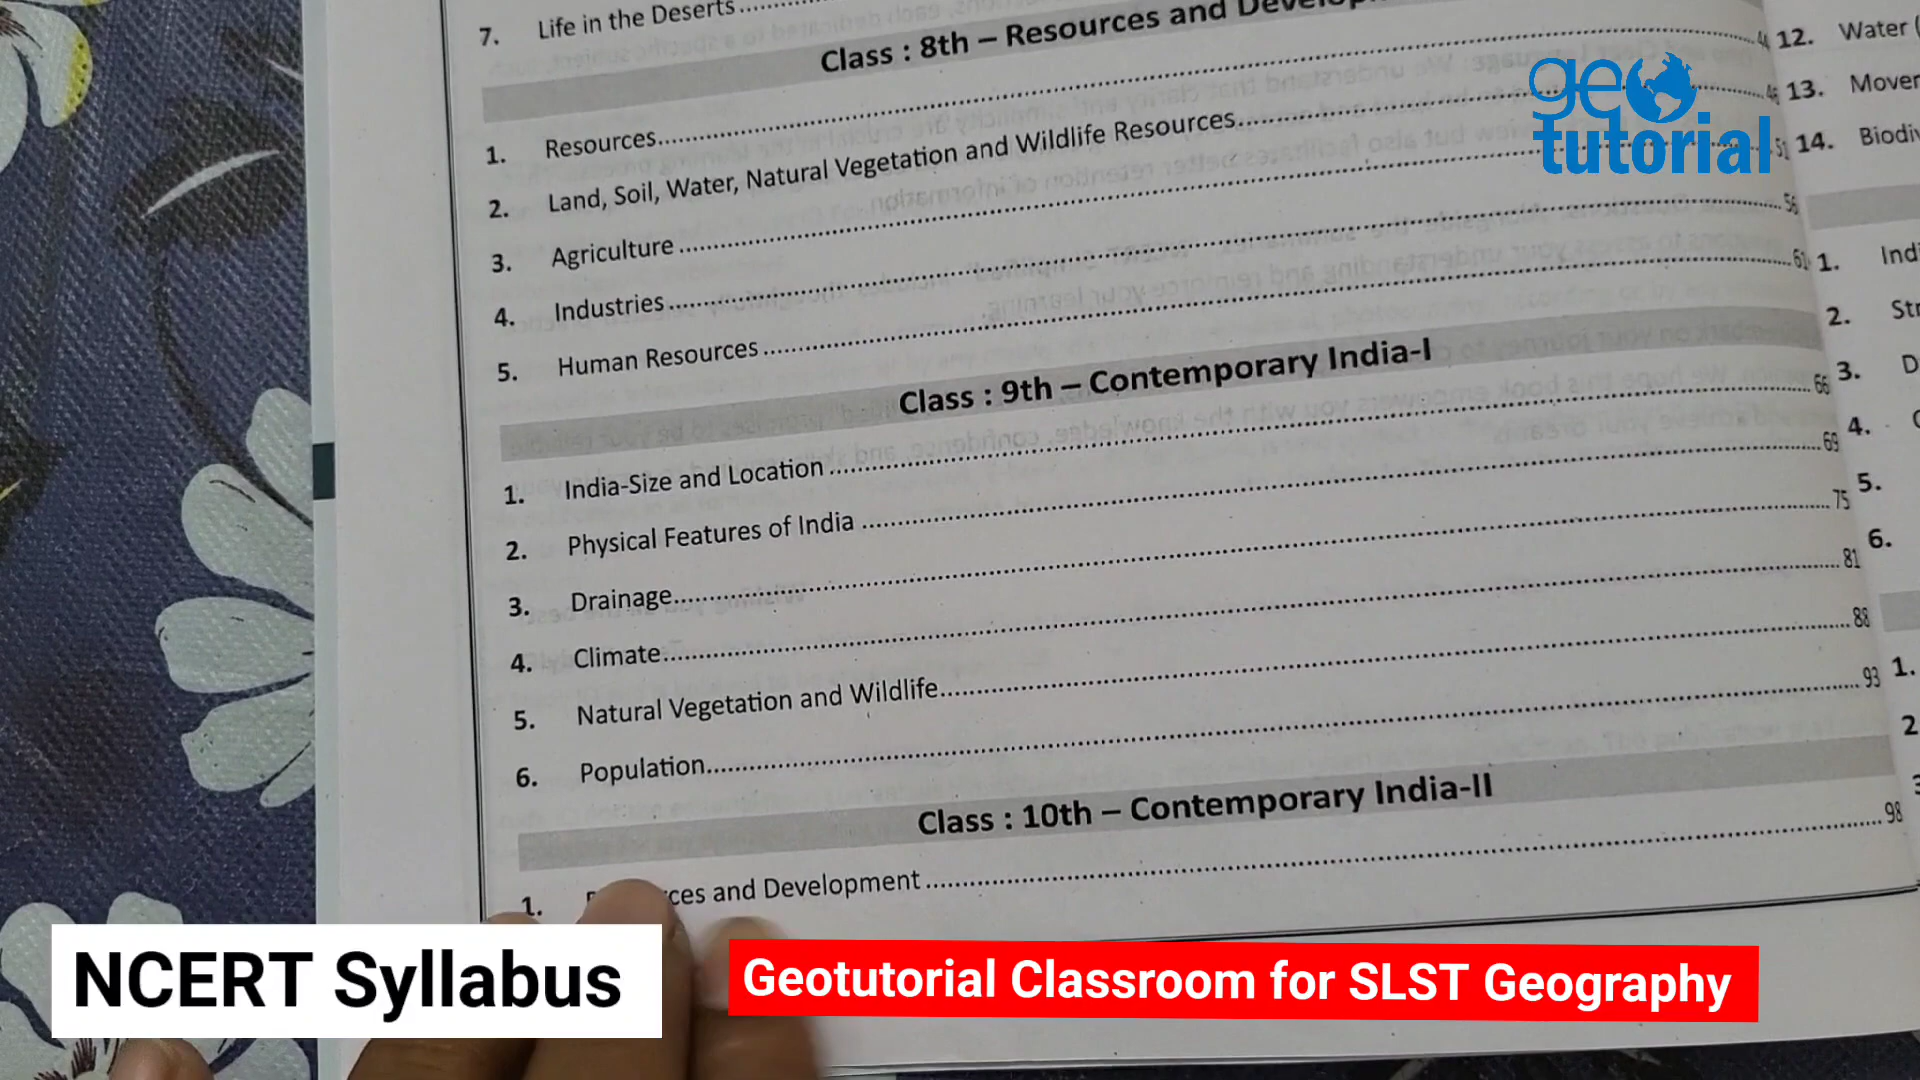 7. Life in the Deserts
Class : 8th – Resources and
1. Resources
2. Land, Soil, Water, Natural Vegetation and Wildlife Resources
3. Agriculture 51
4. Industries 56
5. Human Resources 61
Class : 9th – Contemporary India-I
1. India-Size and Location 66
2. Physical Features of India 69
3. Drainage 75
4. Climate 81
5. Natural Vegetation and Wildlife 88
6. Population 93
Class : 10th – Contemporary India-II
1. and Development 98
12. Water
13.
14.
1.
2.
3.
4.
5.
6.
1.
2
geo
tutorial
NCERT Syllabus
Geotutorial Classroom for SLST Geography